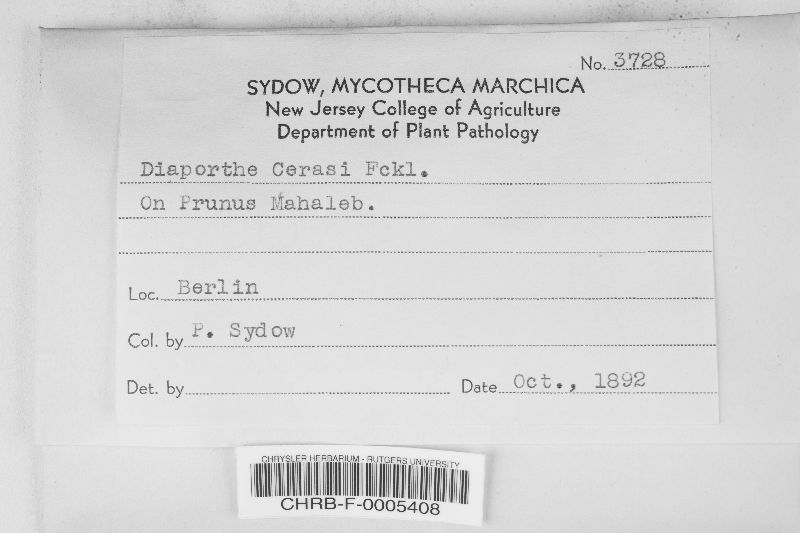 No. 3728
SYDOW, MYCOTHECA MARCHICA
New Jersey College of Agriculture
Department of Plant Pathology
Diaporthe Cerasi Fckl.
On Prunus Mahaleb.
Loc. Berlin
Col. by P. Sydow
Det. by Date Oct., 1892
CHRYSLER HERBARIUM - RUTGERS UNIVERSITY
CHRB-F-0005408